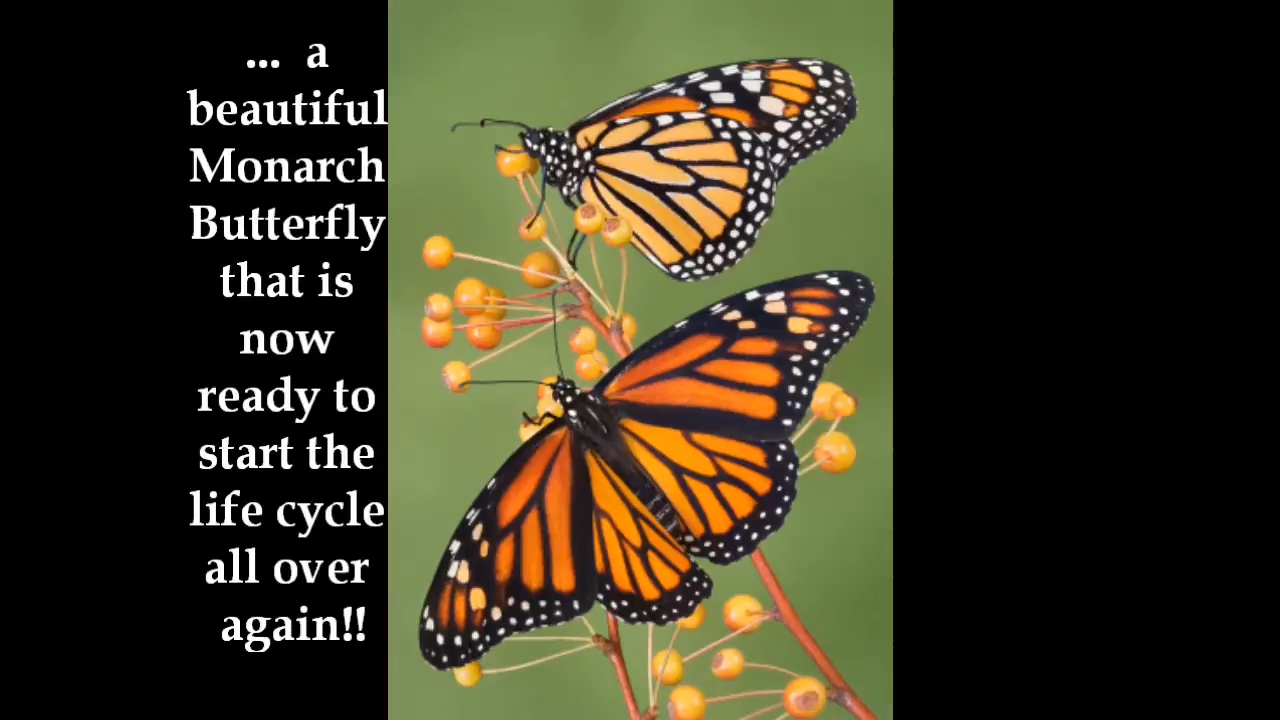 ... a
beautiful
Monarch
Butterfly
that is
now
ready to
start the
life cycle
all over
again!!